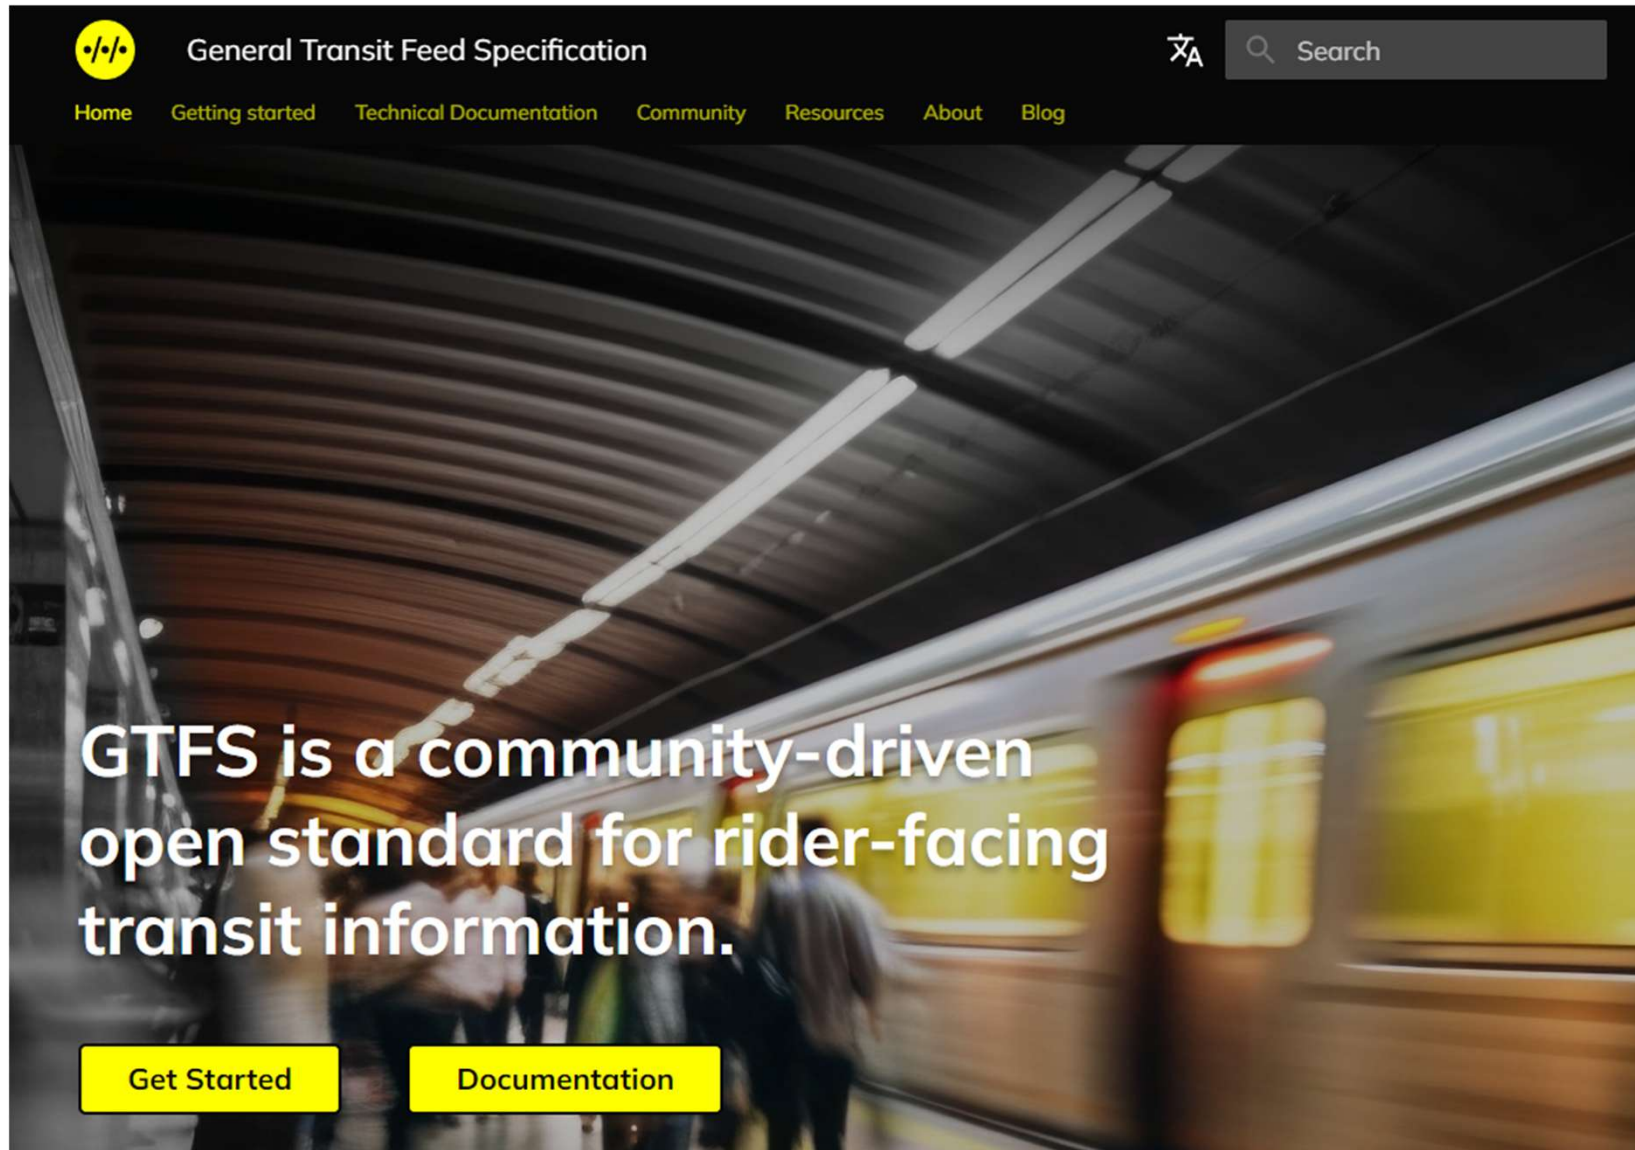 General Transit Feed Specification
Search
Home Getting started Technical Documentation Community Resources About Blog
GTFS is a community-driven
open standard for rider-facing
transit information.
Get Started Documentation